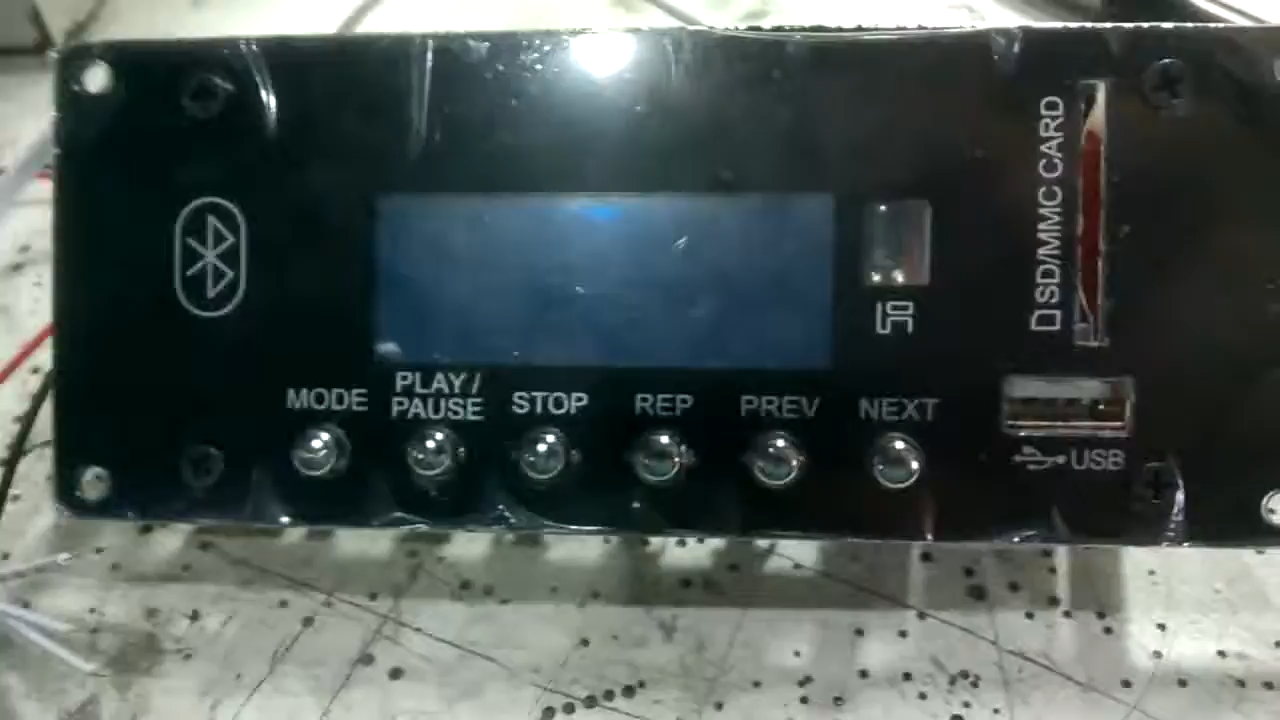 SD/MMC CARD
MODE
PLAY /
PAUSE
STOP
REP
PREV
NEXT
USB